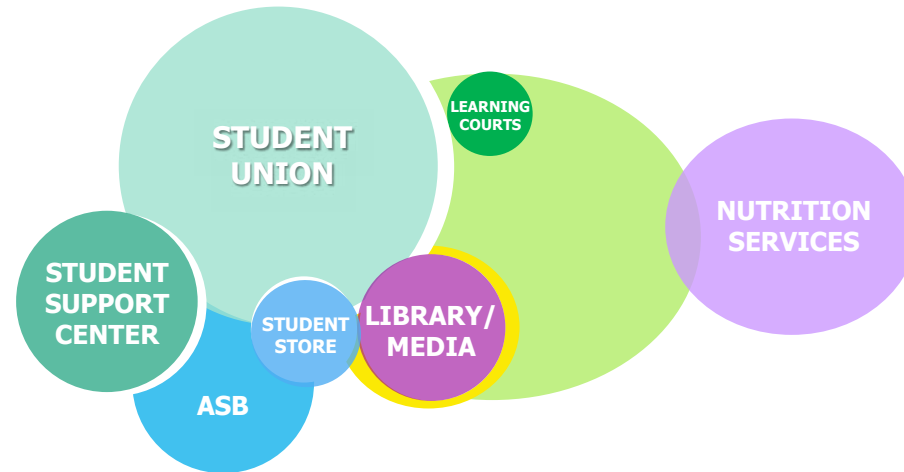 STUDENT
UNION
LEARNING
COURTS
NUTRITION
SERVICES
STUDENT
SUPPORT
CENTER
STUDENT
STORE
LIBRARY/
MEDIA
ASB